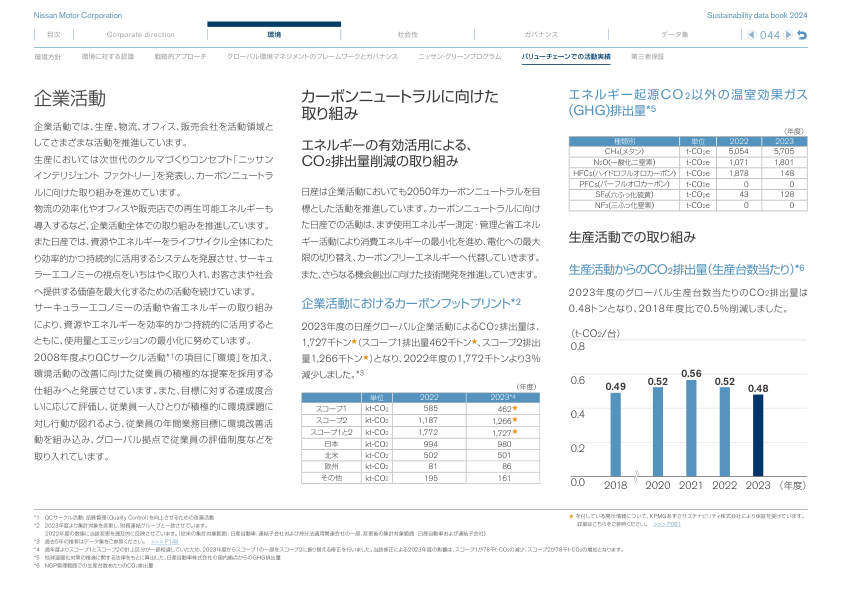 Nissan Motor Corporation
Sustainability data book 2024
目次
Corporate direction
環境
社会性
ガバナンス
データ集
044
環境方針
環境に対する認識
戦略的アプローチ
グローバル環境マネジメントのフレームワークとガバナンス
ニッサン・グリーンプログラム
バリューチェーンでの活動実績
第三者保証
企業活動
企業活動では、生産、物流、オフィス、販売会社を活動領域と
してさまざまな活動を推進しています。
生産においては次世代のクルマづくりコンセプト「ニッサン
インテリジェント ファクトリー」を発表し、カーボンニュートラ
ルに向けた取り組みを進めています。
物流の効率化やオフィスや販売店での再生可能エネルギーも
導入するなど、企業活動全体での取り組みを推進しています。
また日産では、資源やエネルギーをライフサイクル全体にわた
り効率的かつ持続的に活用するシステムを発展させ、サーキュ
ラーエコノミーの視点をいちはやく取り入れ、お客さまや社会
へ提供する価値を最大化するための活動を続けています。
サーキュラーエコノミーの活動や省エネルギーの取り組み
により、資源やエネルギーを効率的かつ持続的に活用すると
ともに、使用量とエミッションの最小化に努めています。
2008年度よりQCサークル活動*1の項目に「環境」を加え、
環境活動の改善に向けた従業員の積極的な提案を採用する
仕組みへと発展させています。また、目標に対する達成度合
いに応じて評価し、従業員一人ひとりが積極的に環境課題に
対し行動が図れるよう、従業員の年間業務目標に環境改善活
動を組み込み、グローバル拠点で従業員の評価制度などを
取り入れています。
カーボンニュートラルに向けた
取り組み
エネルギーの有効活用による、
CO2排出量削減の取り組み
日産は企業活動においても2050年カーボンニュートラルを目
標とした活動を推進しています。カーボンニュートラルに向け
た日産での活動は、まず使用エネルギー測定・管理と省エネル
ギー活動により消費エネルギーの最小化を進め、電化への最大
限の切り替え、カーボンフリーエネルギーへ代替していきます。
また、さらなる機会創出に向けた技術開発を推進していきます。
企業活動におけるカーボンフットプリント*2
2023年度の日産グローバル企業活動によるCO2排出量は、
1,727千トン★(スコープ1排出量462千トン★、スコープ2排出
量1,266千トン★)となり、2022年度の1,772千トンより3%
減少しました。*3
(年度)
単位 2022 2023*4
スコープ1 kt-CO2 585 462★
スコープ2 kt-CO2 1,187 1,266★
スコープ1と2 kt-CO2 1,772 1,727★
日本 kt-CO2 994 980
北米 kt-CO2 502 501
欧州 kt-CO2 81 86
その他 kt-CO2 195 161
エネルギー起源CO2以外の温室効果ガス
(GHG)排出量*5
(年度)
種類別 単位 2022 2023
CH4(メタン) t-CO2e 5,054 5,705
N2O(一酸化二窒素) t-CO2e 1,071 1,801
HFCs(ハイドロフルオロカーボン) t-CO2e 1,878 148
PFCs(パーフルオロカーボン) t-CO2e 0 0
SF6(六ふっ化硫黄) t-CO2e 43 128
NF3(三ふっ化窒素) t-CO2e 0 0
生産活動での取り組み
生産活動からのCO2排出量(生産台数当たり)*6
2023年度のグローバル生産台数当たりのCO2排出量は
0.48トンとなり、2018年度比で0.5%削減しました。
(t-CO2/台)
0.8
0.6
0.4
0.2
0.0
0.49 0.52 0.56 0.52 0.48
2018 2020 2021 2022 2023 (年度)
*1 QCサークル活動: 品質管理(Quality Control)を向上させるための改善活動
*2 2023年度より集計対象を変更し、財務連結グループと一致させています。
2022年度の数値に当該変更を遡及的に反映させています。(従来の集計対象範囲: 日産自動車、連結子会社および持分法適用関連会社の一部、変更後の集計対象範囲: 日産自動車および連結子会社)
*3 過去5年の推移はデータ集をご参照ください。 >>>P148
*4 過年度よりスコープ1とスコープ2の計上区分が一部相違していたため、2023年度からスコープ1の一部をスコープ2に振り替える修正を行いました。当該修正による2023年度の影響は、スコープ1が78千t-CO2の減少、スコープ2が78千t-CO2の増加となります。
*5 地球温暖化対策の推進に関する法律をもとに算出した、日産自動車株式会社の国内拠点からのGHG排出量
*6 NGP管理範囲での生産台数あたりのCO2排出量
★ を付している開示情報について、KPMGあずさサステナビリティ株式会社により保証を受けています。
詳細はこちらをご参照ください。 >>>P061